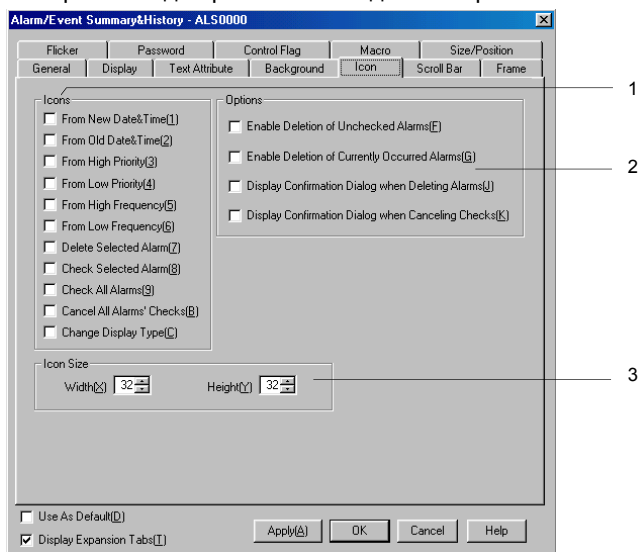 Alarm/Event Summary&History - ALS0000
Flicker Password Control Flag Macro Size/Position
General Display Text Attribute Background Icon Scroll Bar Frame
Icons
From New Date&Time(1)
From Old Date&Time(2)
From High Priority(3)
From Low Priority(4)
From High Frequency(5)
From Low Frequency(6)
Delete Selected Alarm(7)
Check Selected Alarm(8)
Check All Alarms(9)
Cancel All Alarms' Checks(B)
Change Display Type(C)
1
Options
Enable Deletion of Unchecked Alarms(F)
Enable Deletion of Currently Occurred Alarms(G)
Display Confirmation Dialog when Deleting Alarms(J)
Display Confirmation Dialog when Canceling Checks(K)
2
Icon Size
Width(X) 32 Height(Y) 32
3
Use As Default(D)
Display Expansion Tabs(T)
Apply(A) OK Cancel Help